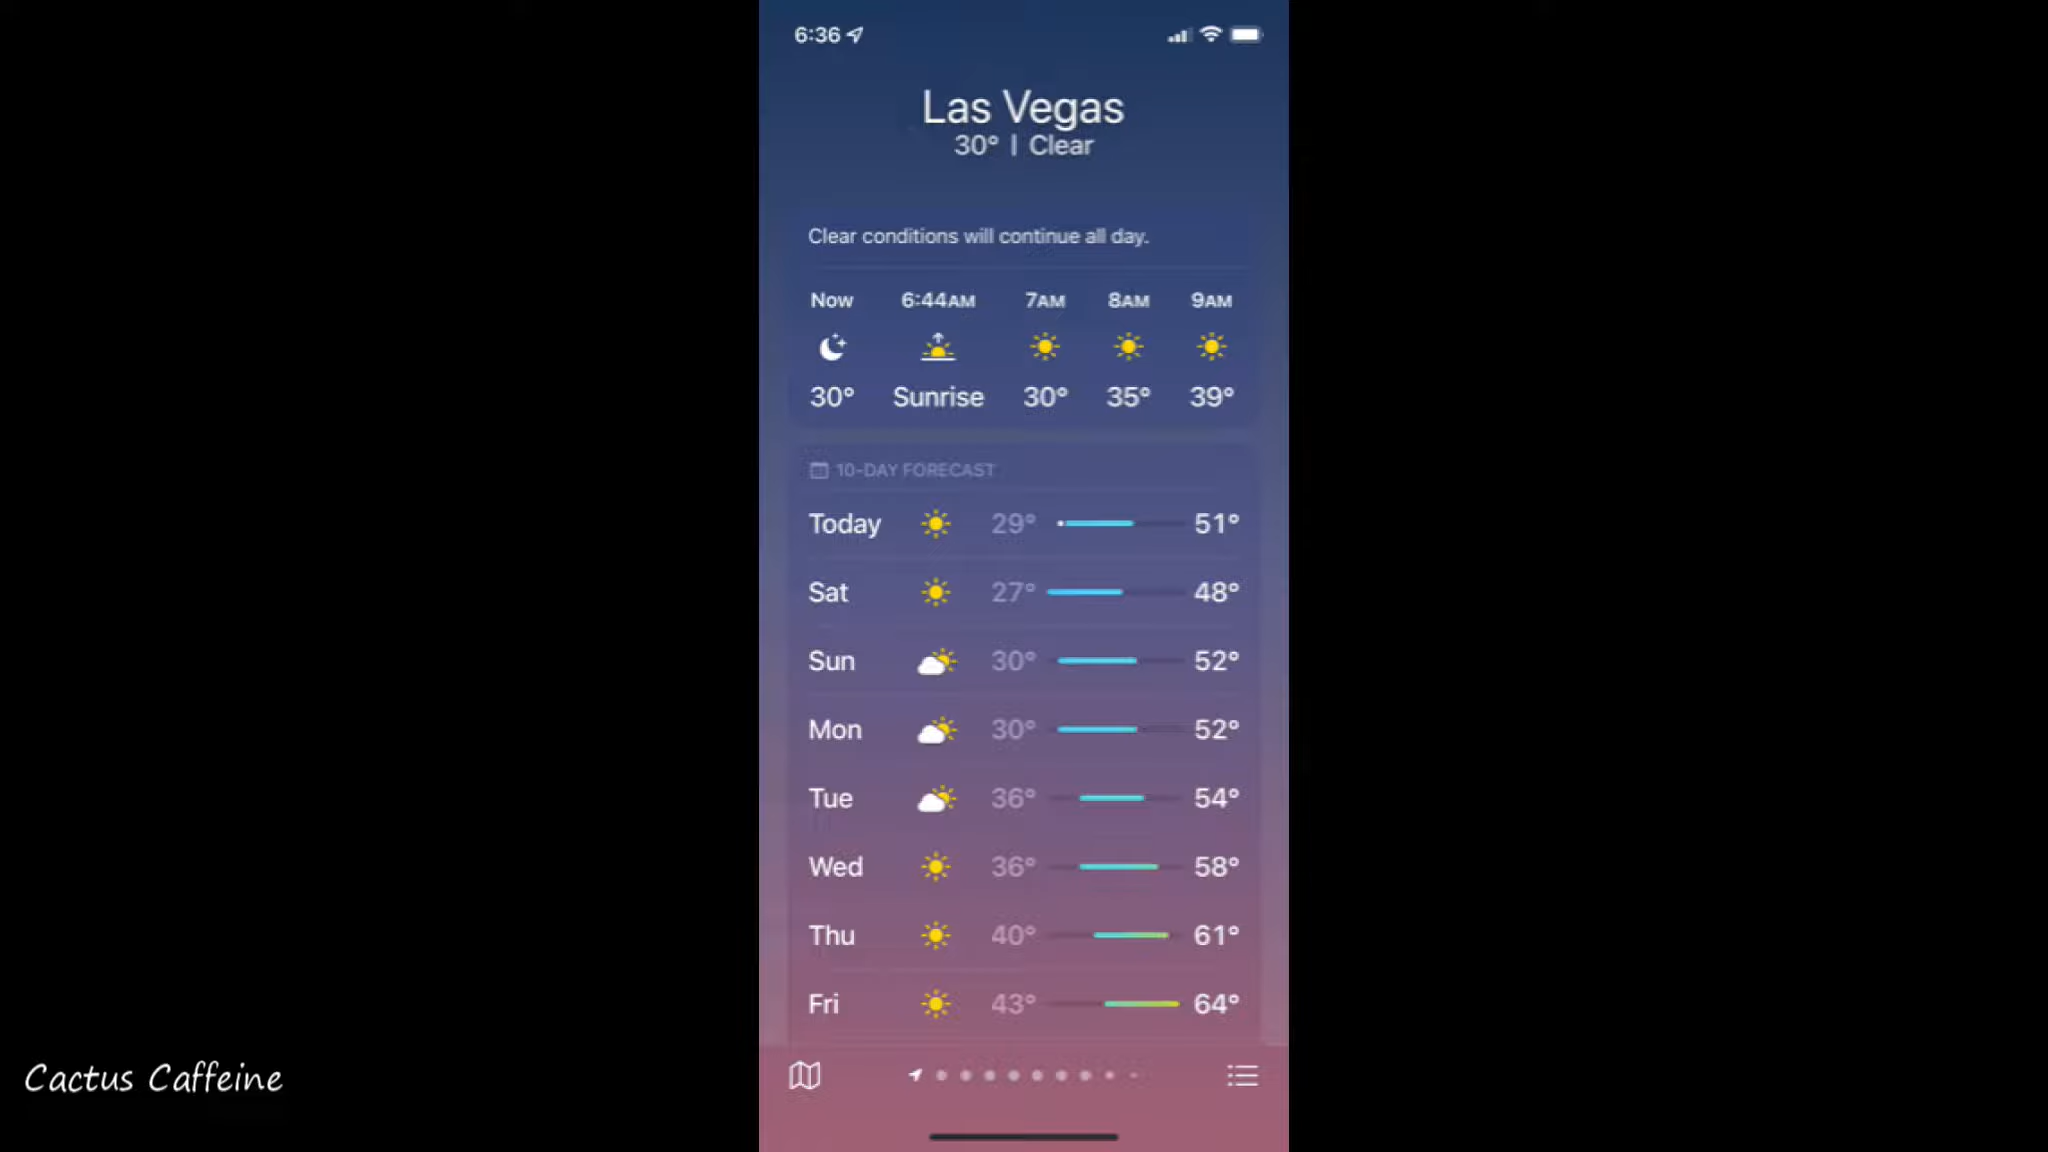 6:36
Las Vegas
30° | Clear
Clear conditions will continue all day.
Now 6:44AM 7AM 8AM 9AM
30° Sunrise 30° 35° 39°
10-DAY FORECAST
Today 29° 51°
Sat 27° 48°
Sun 30° 52°
Mon 30° 52°
Tue 36° 54°
Wed 36° 58°
Thu 40° 61°
Fri 43° 64°
Cactus Caffeine